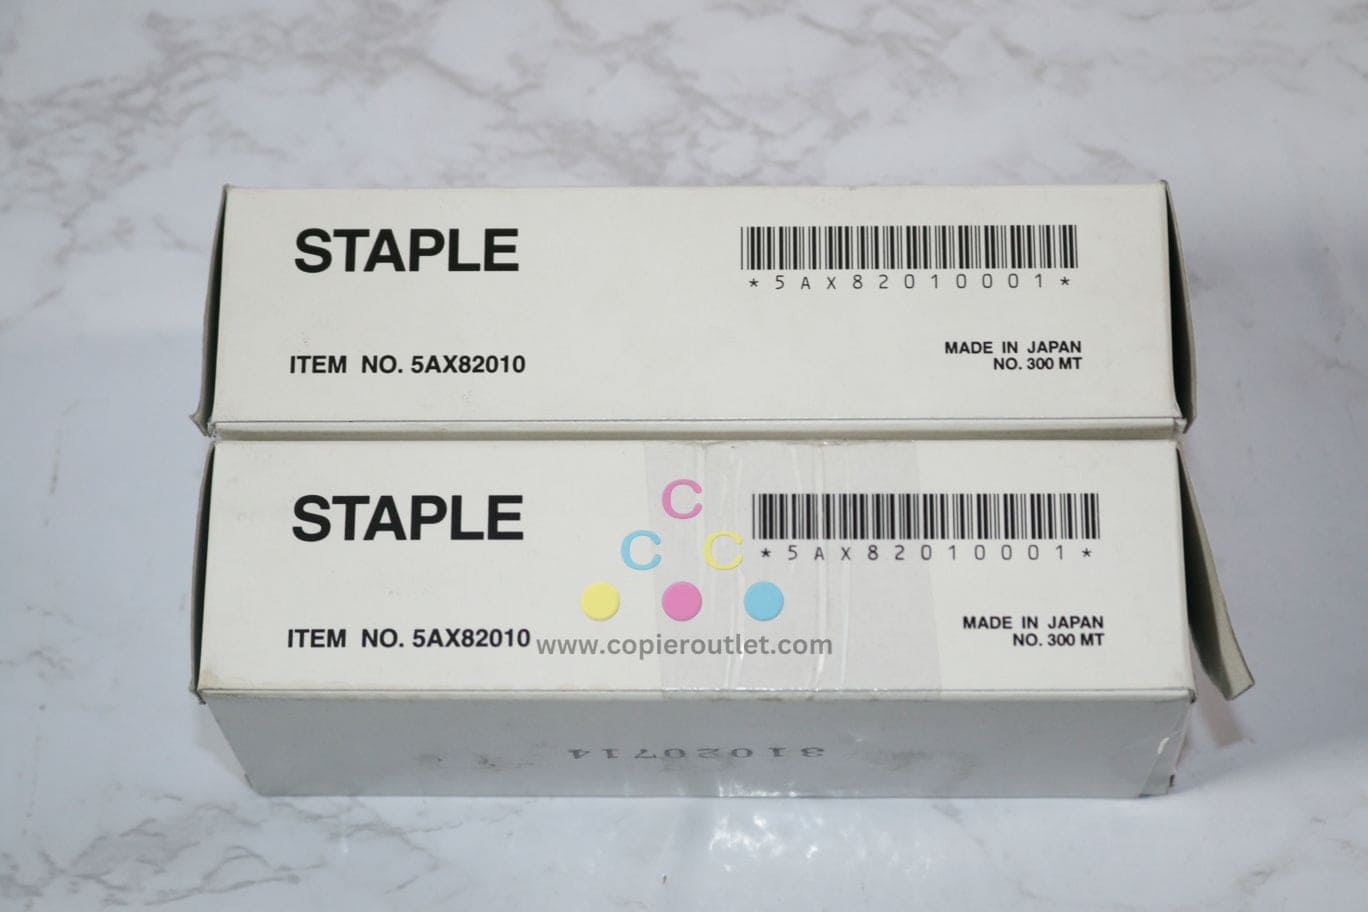 STAPLE
*5AX82010001*
ITEM NO. 5AX82010
MADE IN JAPAN
NO. 300 MT
STAPLE
C
C C
*5AX82010001*
ITEM NO. 5AX82010
www.copieroutlet.com
MADE IN JAPAN
NO. 300 MT
31020714